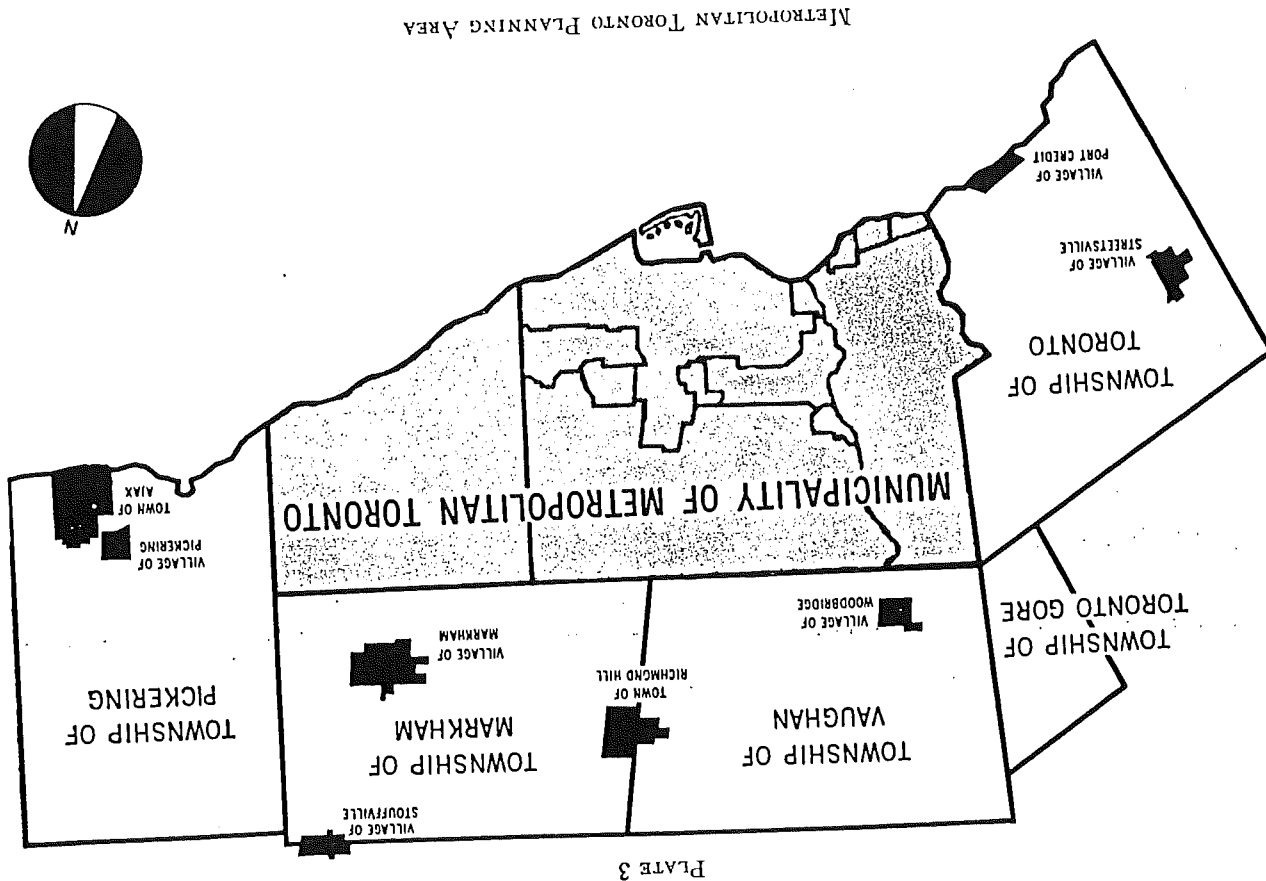 PLATE 3
VILLAGE OF
STOUFFVILLE
TOWNSHIP OF
VAUGHAN
TOWN OF
RICHMOND HILL
TOWNSHIP OF
MARKHAM
TOWNSHIP OF
PICKERING
TOWNSHIP OF
TORONTO GORE
VILLAGE OF
WOODBRIDGE
VILLAGE OF
MARKHAM
VILLAGE OF
PICKERING
TOWN OF
AJAX
MUNICIPALITY OF METROPOLITAN TORONTO
TOWNSHIP OF
TORONTO
VILLAGE OF
STREETSVILLE
VILLAGE OF
PORT CREDIT
N
METROPOLITAN TORONTO PLANNING AREA